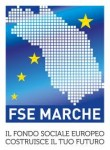 FSE MARCHE
IL FONDO SOCIALE EUROPEO
COSTRUISCE IL TUO FUTURO